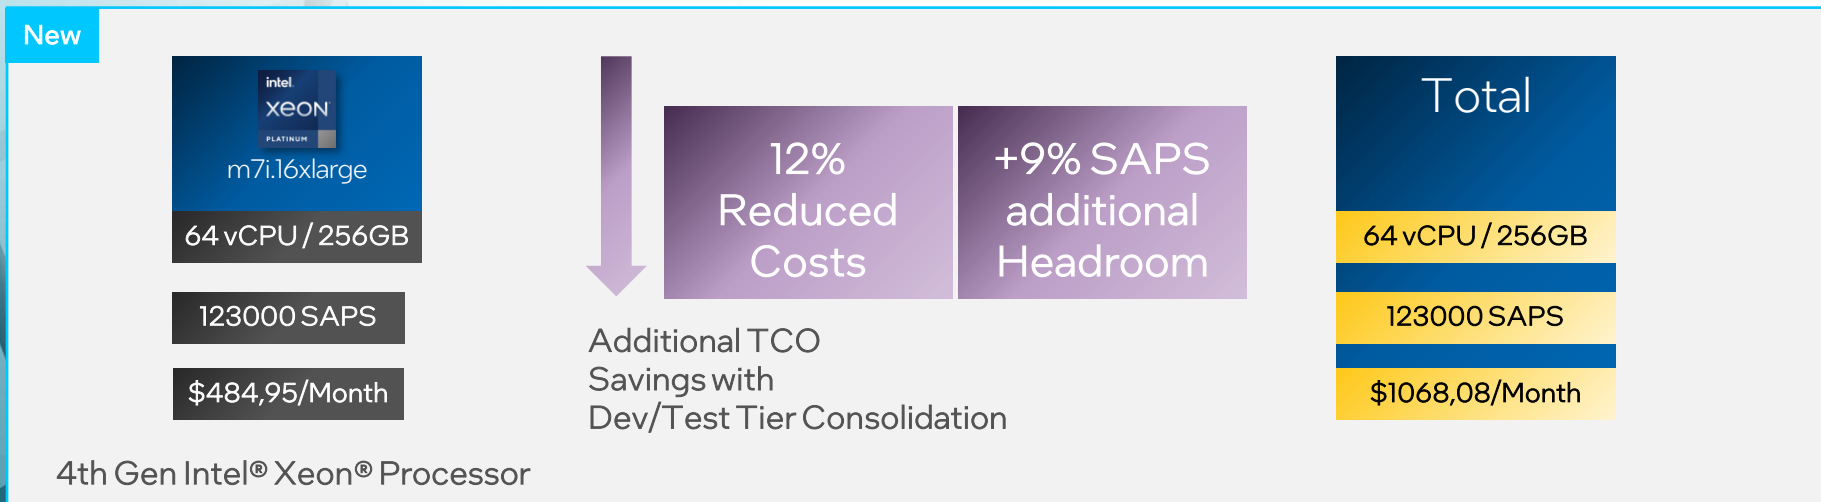 New
intel.
xeon
PLATINUM
m7i.16xlarge
64 vCPU / 256GB
123000 SAPS
$484,95/Month
4th Gen Intel® Xeon® Processor
12%
Reduced
Costs
+9% SAPS
additional
Headroom
Additional TCO
Savings with
Dev/Test Tier Consolidation
Total
64 vCPU / 256GB
123000 SAPS
$1068,08/Month